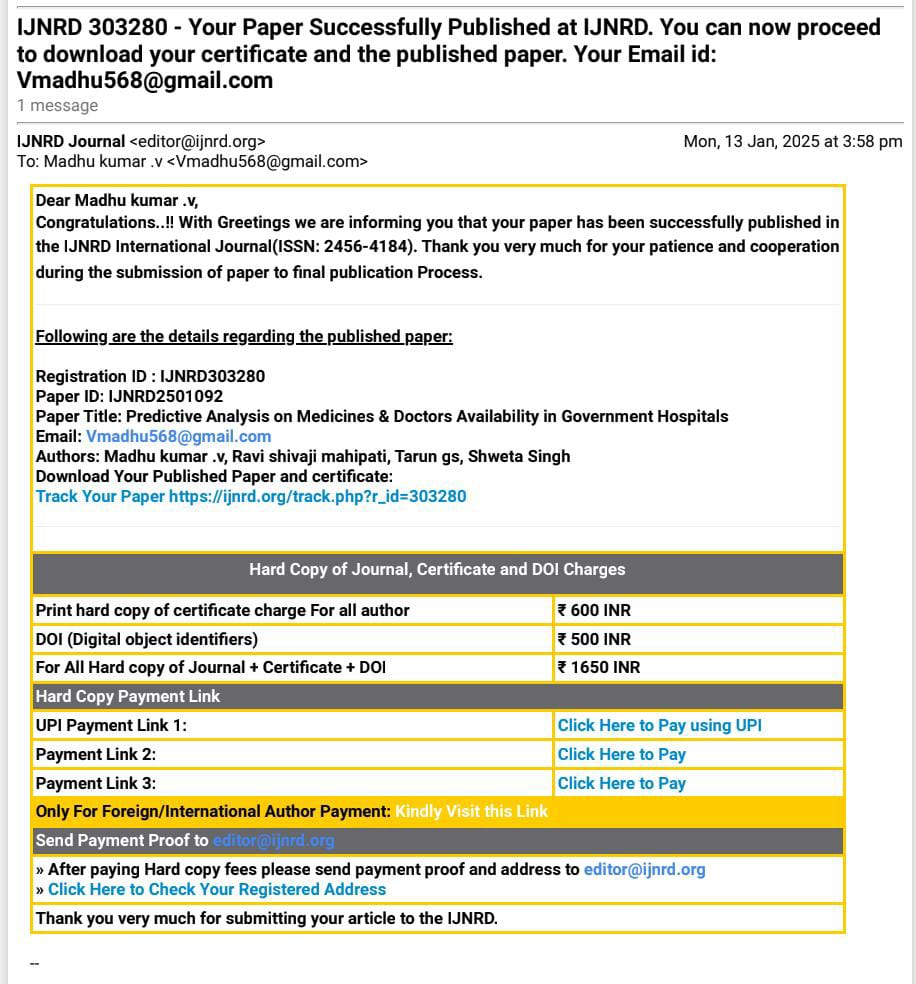 IJNRD 303280 - Your Paper Successfully Published at IJNRD. You can now proceed
to download your certificate and the published paper. Your Email id:
Vmadhu568@gmail.com
1 message
IJNRD Journal <editor@ijnrd.org> Mon, 13 Jan, 2025 at 3:58 pm
To: Madhu kumar .v <Vmadhu568@gmail.com>
Dear Madhu kumar .v,
Congratulations..!! With Greetings we are informing you that your paper has been successfully published in
the IJNRD International Journal(ISSN: 2456-4184). Thank you very much for your patience and cooperation
during the submission of paper to final publication Process.
Following are the details regarding the published paper:
Registration ID : IJNRD303280
Paper ID: IJNRD2501092
Paper Title: Predictive Analysis on Medicines & Doctors Availability in Government Hospitals
Email: Vmadhu568@gmail.com
Authors: Madhu kumar .v, Ravi shivaji mahipati, Tarun gs, Shweta Singh
Download Your Published Paper and certificate:
Track Your Paper https://ijnrd.org/track.php?r_id=303280
Hard Copy of Journal, Certificate and DOI Charges
Print hard copy of certificate charge For all author ₹ 600 INR
DOI (Digital object identifiers) ₹ 500 INR
For All Hard copy of Journal + Certificate + DOI ₹ 1650 INR
Hard Copy Payment Link
UPI Payment Link 1: Click Here to Pay using UPI
Payment Link 2: Click Here to Pay
Payment Link 3: Click Here to Pay
Only For Foreign/International Author Payment: Kindly Visit this Link
Send Payment Proof to editor@ijnrd.org
» After paying Hard copy fees please send payment proof and address to editor@ijnrd.org
» Click Here to Check Your Registered Address
Thank you very much for submitting your article to the IJNRD.
--